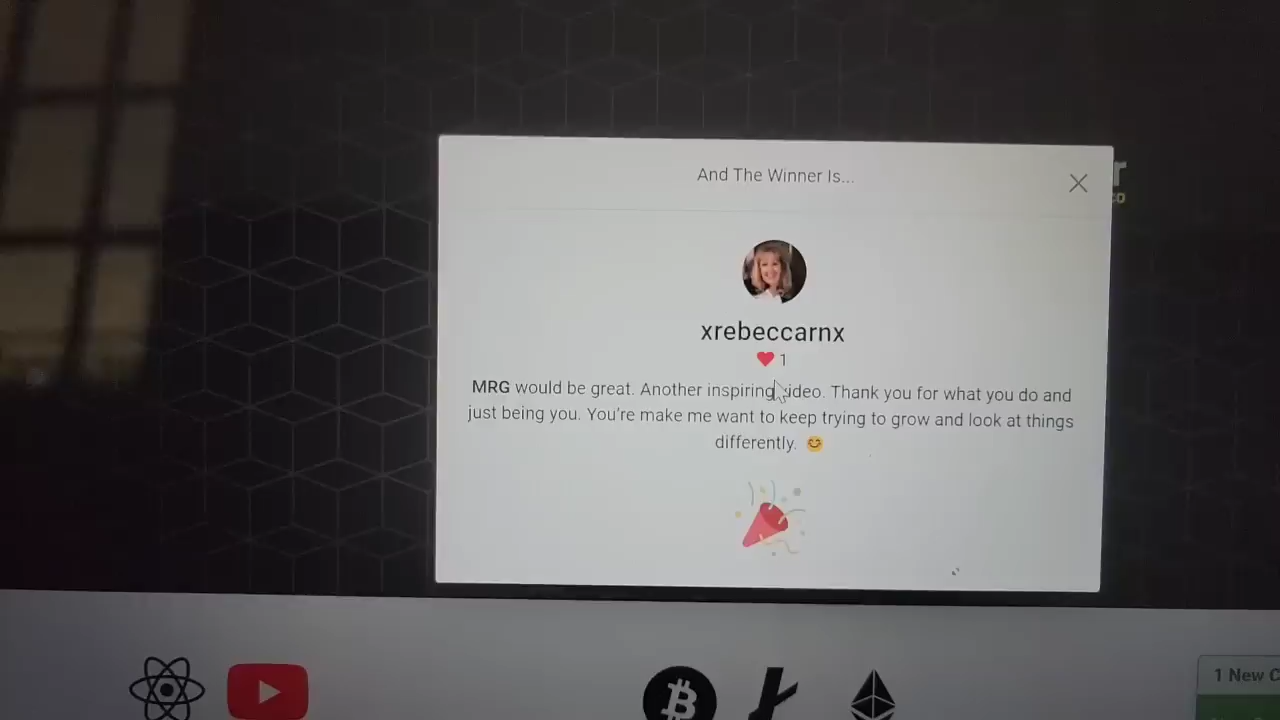 And The Winner Is...
xrebeccarnx
1
MRG would be great. Another inspiring video. Thank you for what you do and
just being you. You're make me want to keep trying to grow and look at things
differently. 😊
1 New C